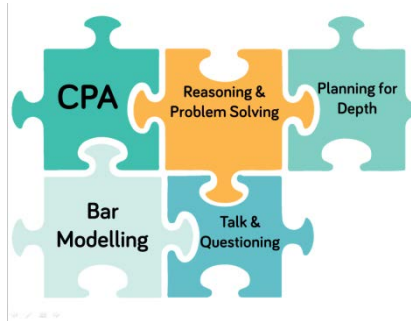 CPA
Reasoning &
Problem Solving
Planning for
Depth
Bar
Modelling
Talk &
Questioning